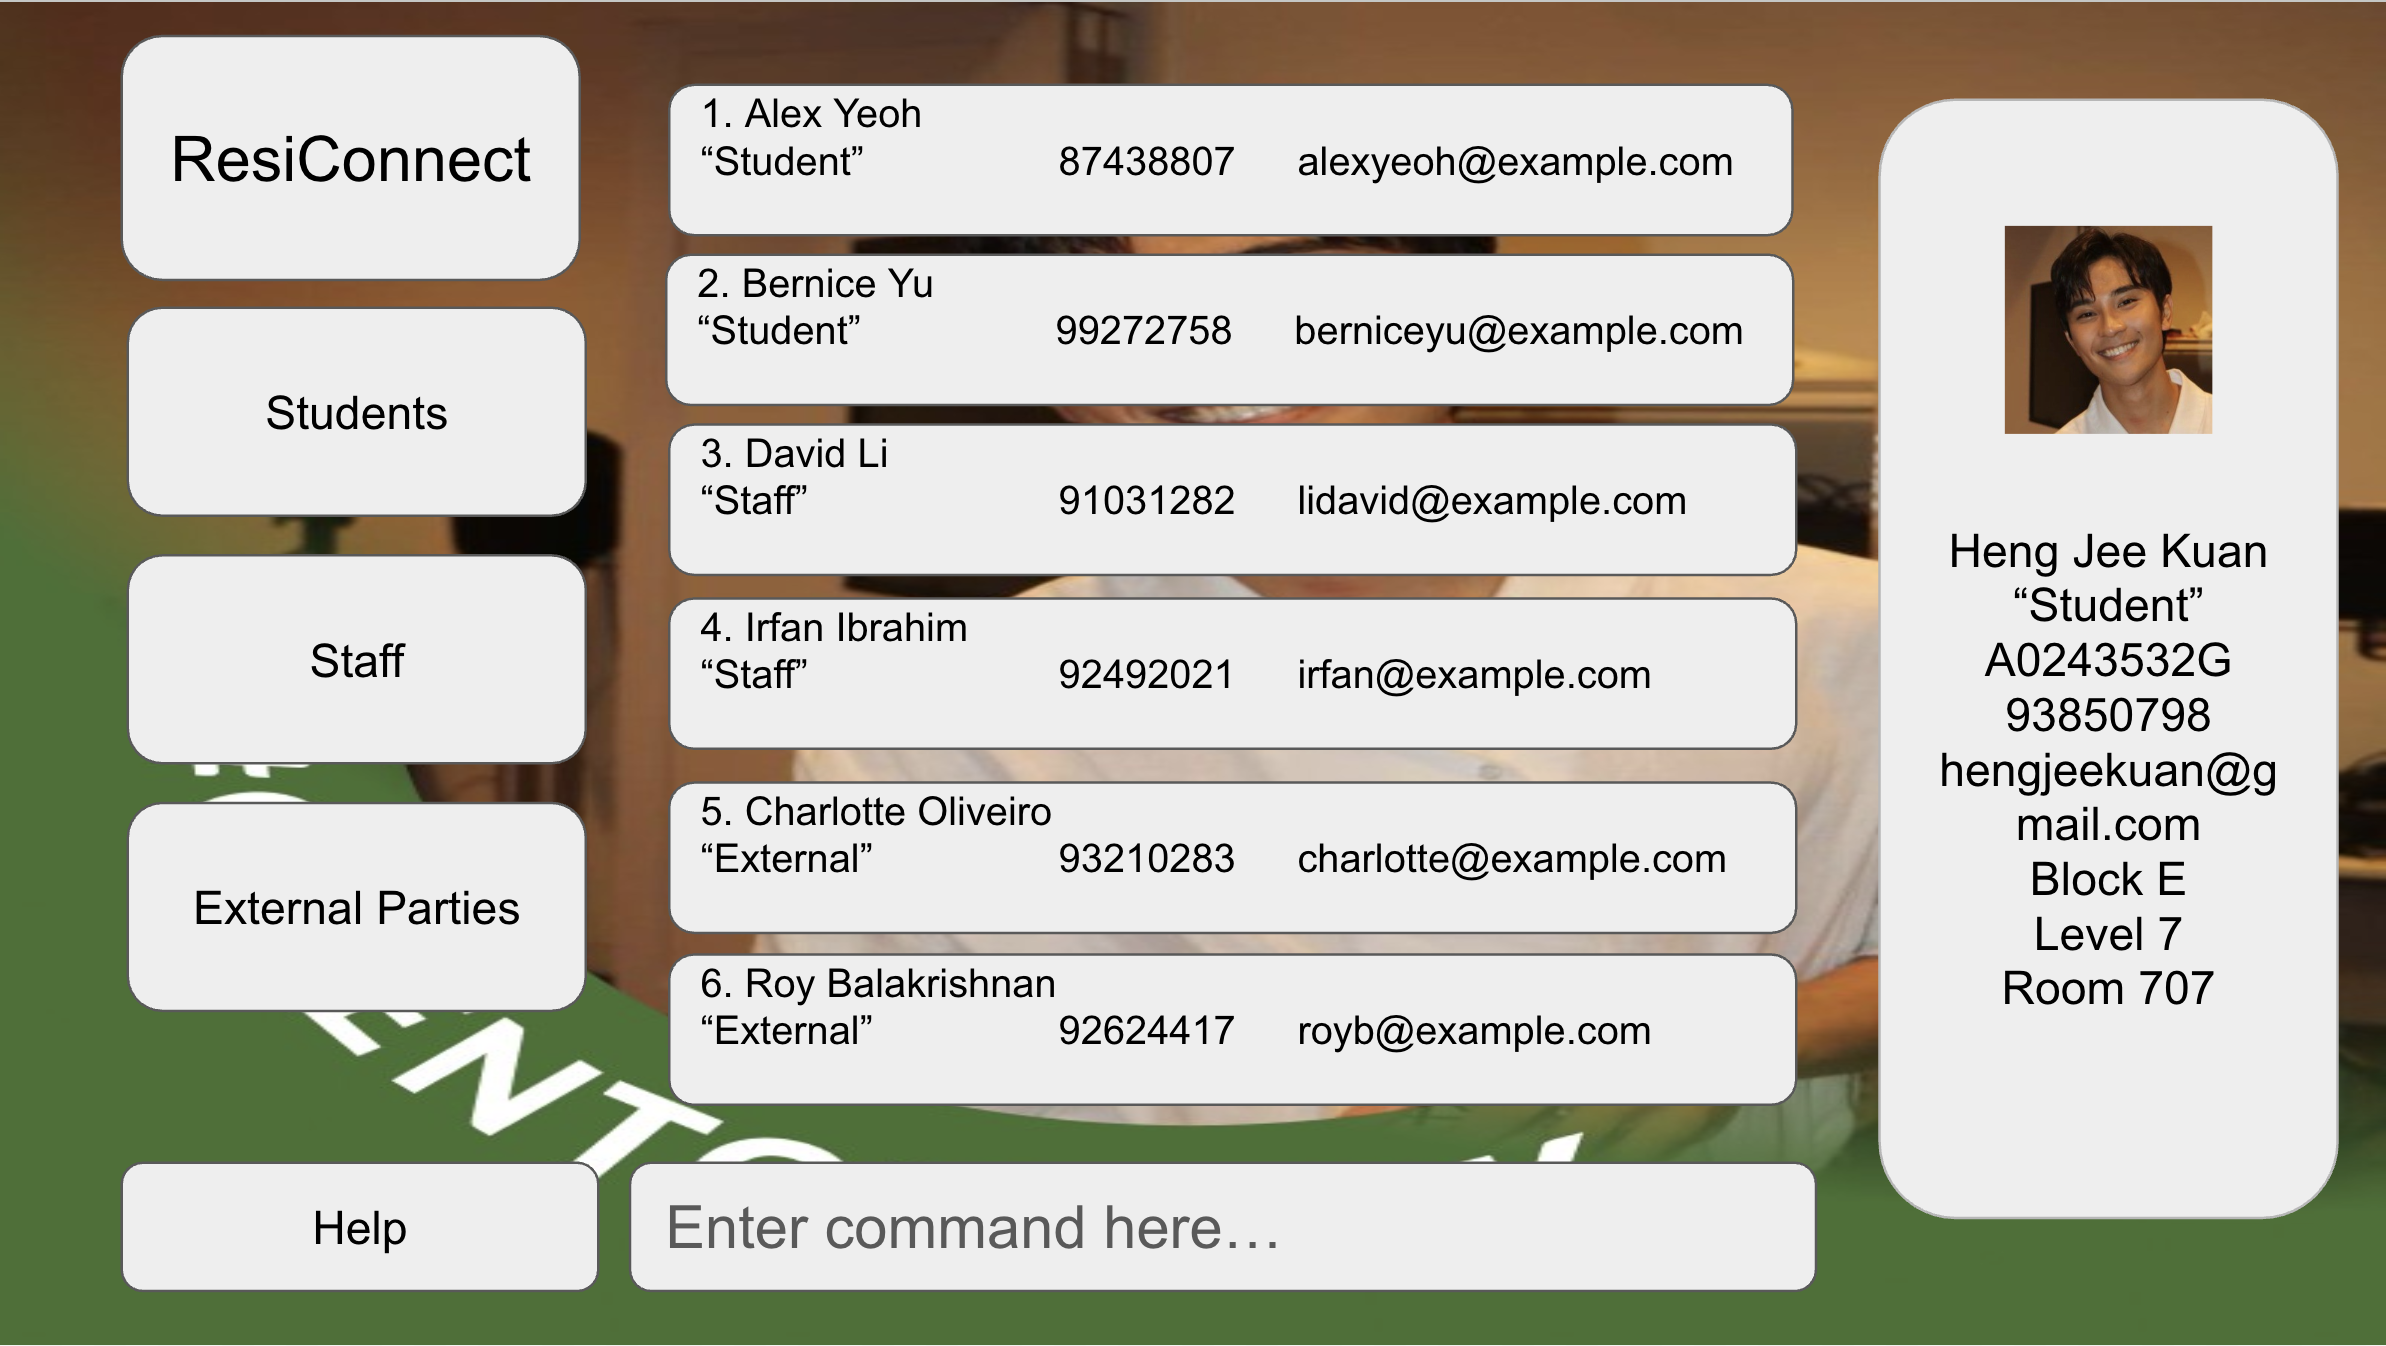 ResiConnect
Students
Staff
External Parties
Help
1. Alex Yeoh
“Student” 87438807 alexyeoh@example.com
2. Bernice Yu
“Student” 99272758 berniceyu@example.com
3. David Li
“Staff” 91031282 lidavid@example.com
4. Irfan Ibrahim
“Staff” 92492021 irfan@example.com
5. Charlotte Oliveiro
“External” 93210283 charlotte@example.com
6. Roy Balakrishnan
“External” 92624417 royb@example.com
Enter command here…
Heng Jee Kuan
“Student”
A0243532G
93850798
hengjeekuan@g
mail.com
Block E
Level 7
Room 707